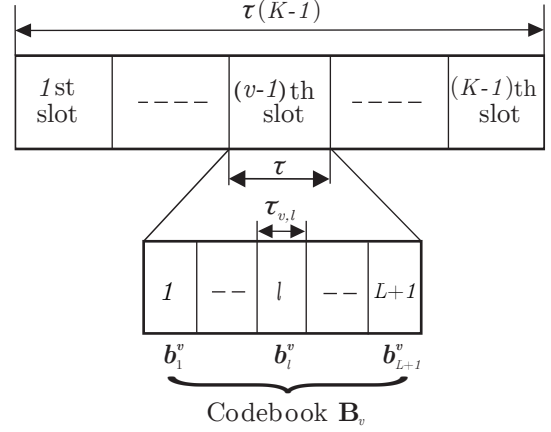 τ(K-1)
1st slot
- - - -
(v-1)th slot
- - - -
(K-1)th slot
τ
τ_{v,l}
1
- -
l
- -
L+1
b_1^v
b_l^v
b_{L+1}^v
Codebook B_v